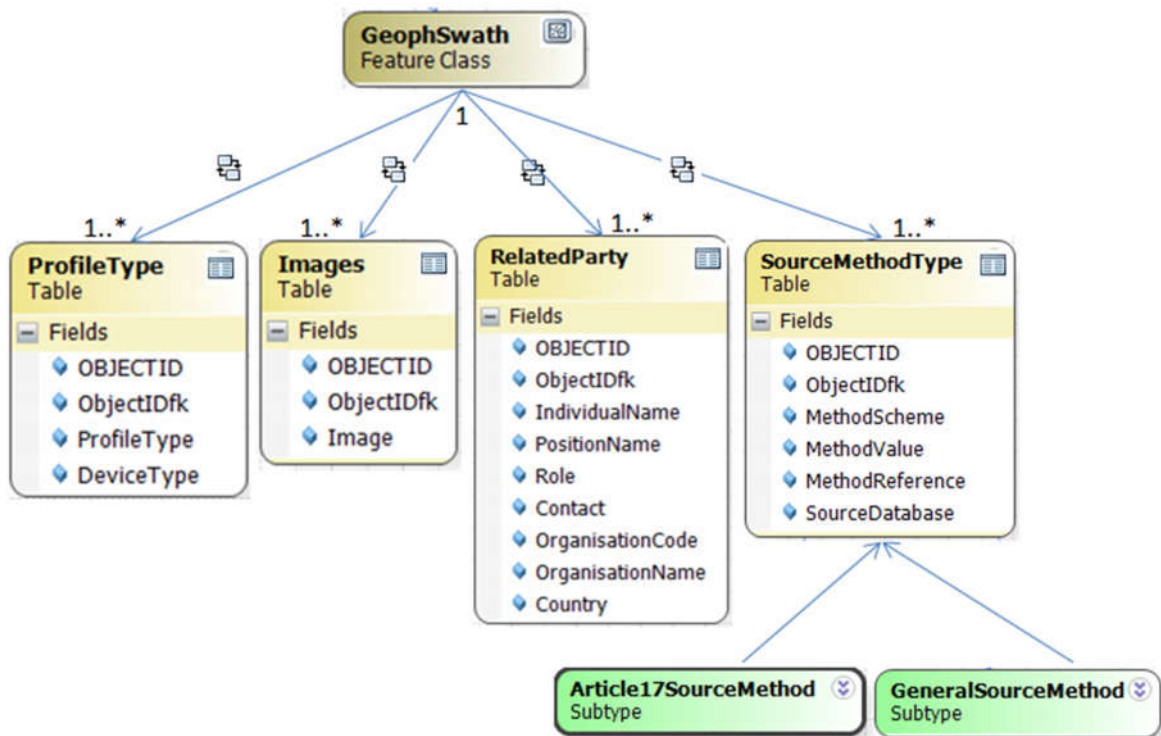 GeophSwath
Feature Class
1
1..*
1..*
1..*
1..*
ProfileType
Table
Fields
OBJECTID
ObjectIDfk
ProfileType
DeviceType
Images
Table
Fields
OBJECTID
ObjectIDfk
Image
RelatedParty
Table
Fields
OBJECTID
ObjectIDfk
IndividualName
PositionName
Role
Contact
OrganisationCode
OrganisationName
Country
SourceMethodType
Table
Fields
OBJECTID
ObjectIDfk
MethodScheme
MethodValue
MethodReference
SourceDatabase
Article17SourceMethod
Subtype
GeneralSourceMethod
Subtype